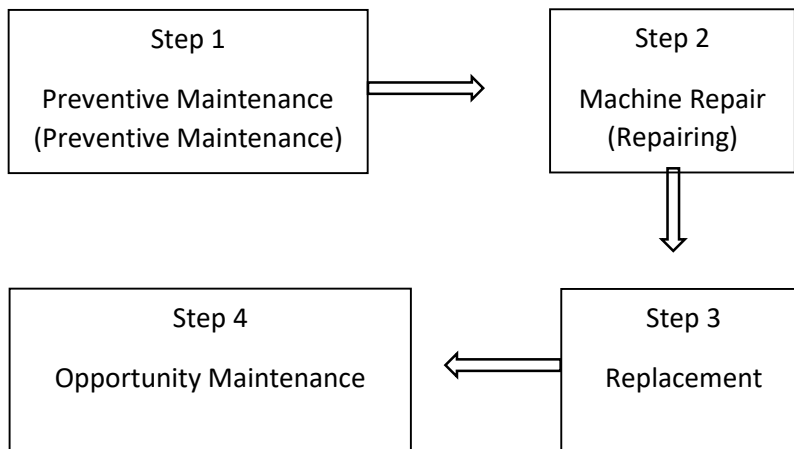 Step 1
Preventive Maintenance
(Preventive Maintenance)
Step 2
Machine Repair
(Repairing)
Step 3
Replacement
Step 4
Opportunity Maintenance